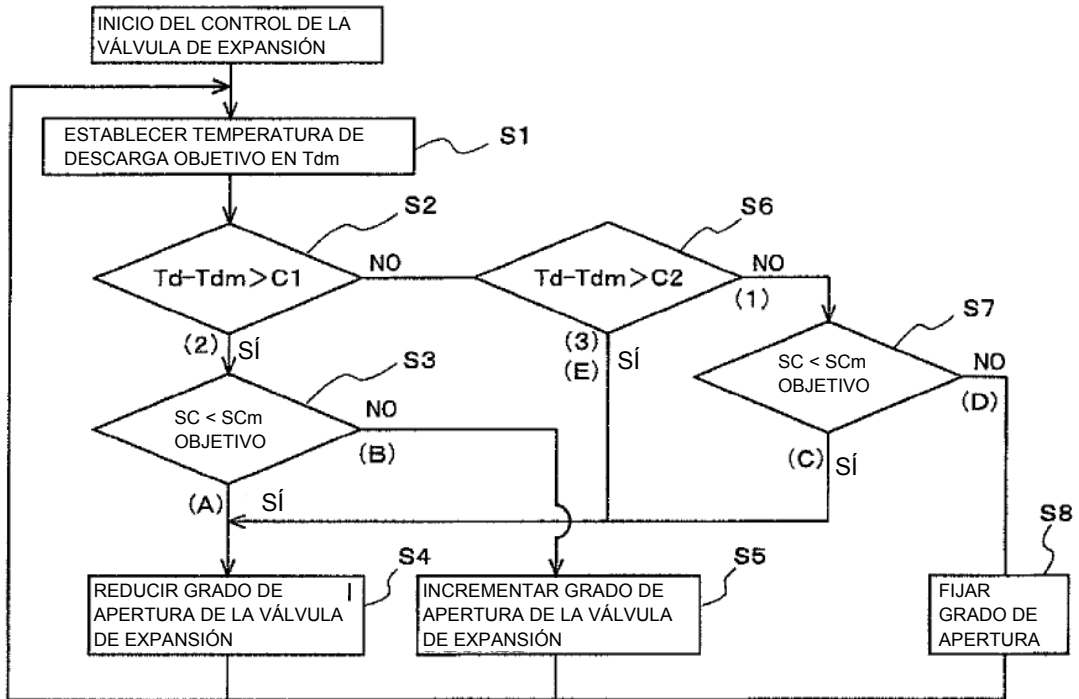 INICIO DEL CONTROL DE LA
VÁLVULA DE EXPANSIÓN
ESTABLECER TEMPERATURA DE
DESCARGA OBJETIVO EN Tdm
S1
S2
Td-Tdm>C1
NO
(2)
SÍ
S6
Td-Tdm>C2
NO
(1)
(3)
(E)
SÍ
S3
SC < SCm
OBJETIVO
NO
(B)
(A)
SÍ
S7
SC < SCm
OBJETIVO
NO
(D)
(C)
SÍ
S4
REDUCIR GRADO DE
APERTURA DE LA VÁLVULA
DE EXPANSIÓN
S5
INCREMENTAR GRADO DE
APERTURA DE LA VÁLVULA
DE EXPANSIÓN
S8
FIJAR
GRADO DE
APERTURA